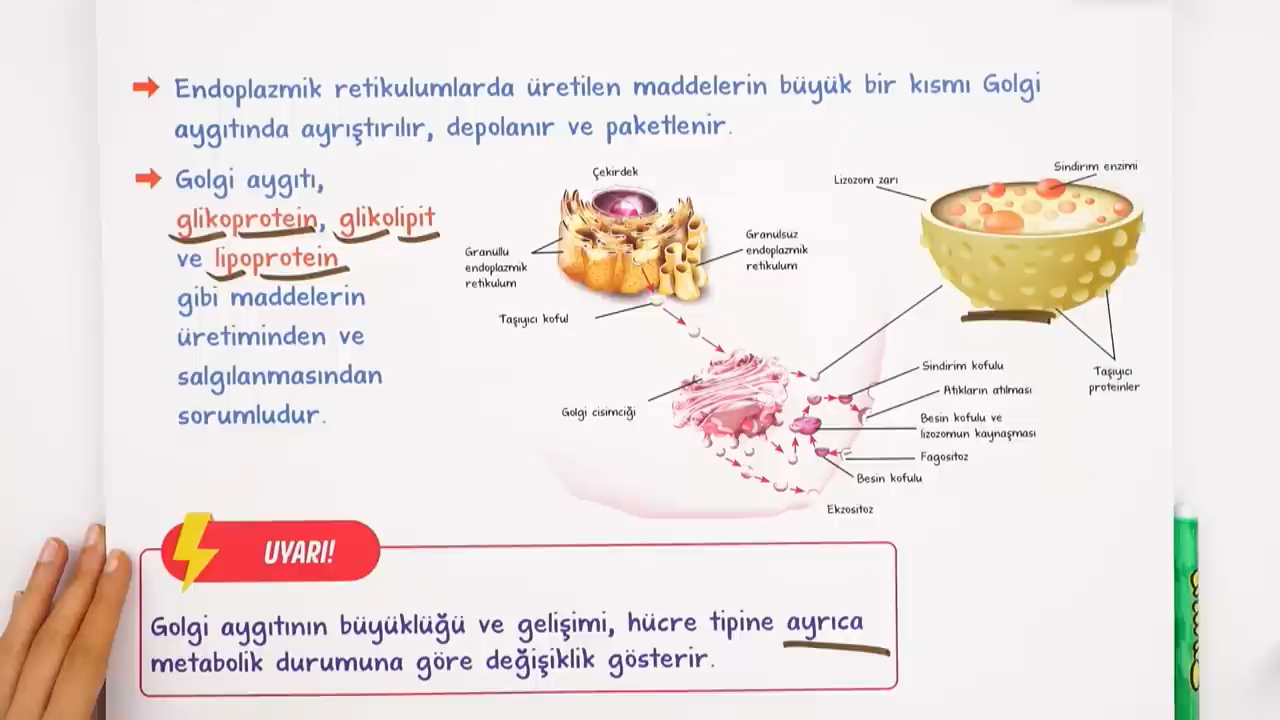 Endoplazmik retikulumlarda üretilen maddelerin büyük bir kısmı Golgi
aygıtında ayrıştırılır, depolanır ve paketlenir.
Golgi aygıtı,
glikoprotein, glikolipit
ve lipoprotein
gibi maddelerin
üretiminden ve
salgılanmasından
sorumludur.
Çekirdek
Granüllü
endoplazmik
retikulum
Granülsüz
endoplazmik
retikulum
Taşıyıcı koful
Golgi cisimciği
Lizozom zarı
Sindirim enzimi
Taşıyıcı
proteinler
Sindirim kofulu
Atıkların atılması
Besin kofulu ve
lizozomun kaynaşması
Fagositoz
Besin kofulu
Ekzositoz
UYARI!
Golgi aygıtının büyüklüğü ve gelişimi, hücre tipine ayrıca
metabolik durumuna göre değişiklik gösterir.